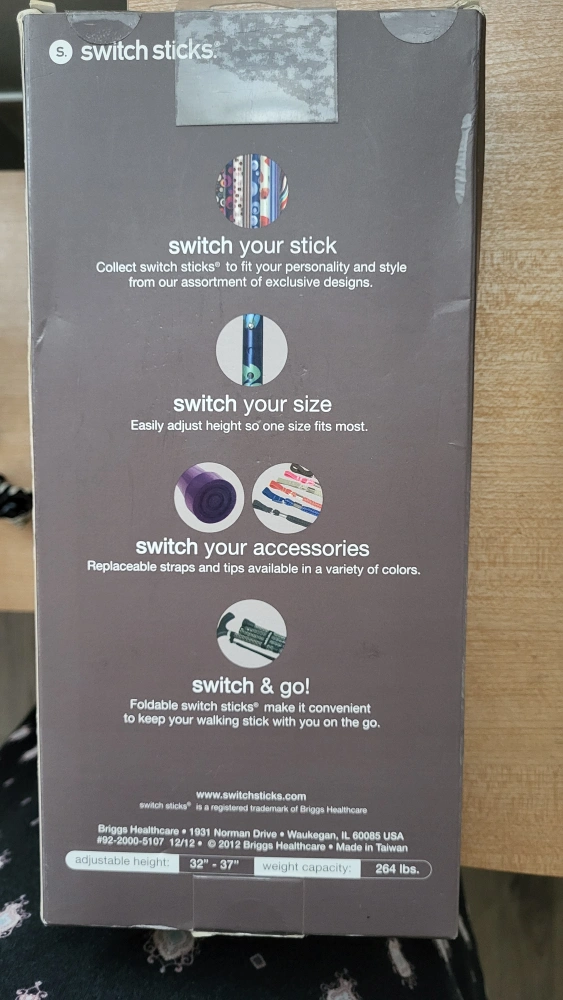 S. switch sticks®
switch your stick
Collect switch sticks® to fit your personality and style
from our assortment of exclusive designs.
switch your size
Easily adjust height so one size fits most.
switch your accessories
Replaceable straps and tips available in a variety of colors.
switch & go!
Foldable switch sticks® make it convenient
to keep your walking stick with you on the go.
www.switchsticks.com
switch sticks® is a registered trademark of Briggs Healthcare
Briggs Healthcare • 1931 Norman Drive • Waukegan, IL 60085 USA
#92-2000-5107 12/12 • © 2012 Briggs Healthcare • Made in Taiwan
adjustable height: 32" - 37" weight capacity: 264 lbs.